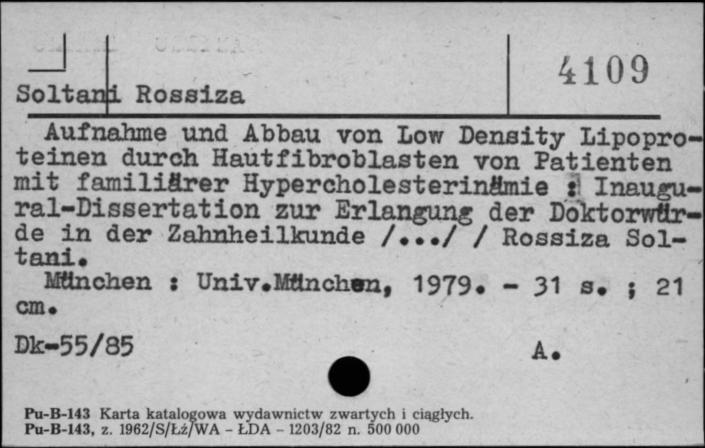 4109
Soltani Rossiza
Aufnahme und Abbau von Low Density Lipopro-
teinen durch Hautfibroblasten von Patienten
mit familiärer Hypercholesterinämie : Inaugu-
ral-Dissertation zur Erlangung der Doktorwür-
de in der Zahnheilkunde /.../ / Rossiza Sol-
tani.
München : Univ.München, 1979. - 31 s. ; 21
cm.
Dk-55/85
A.
Pu-B-143 Karta katalogowa wydawnictw zwartych i ciągłych.
Pu-B-143, z. 1962/S/Łż/WA - ŁDA - 1203/82 n. 500 000